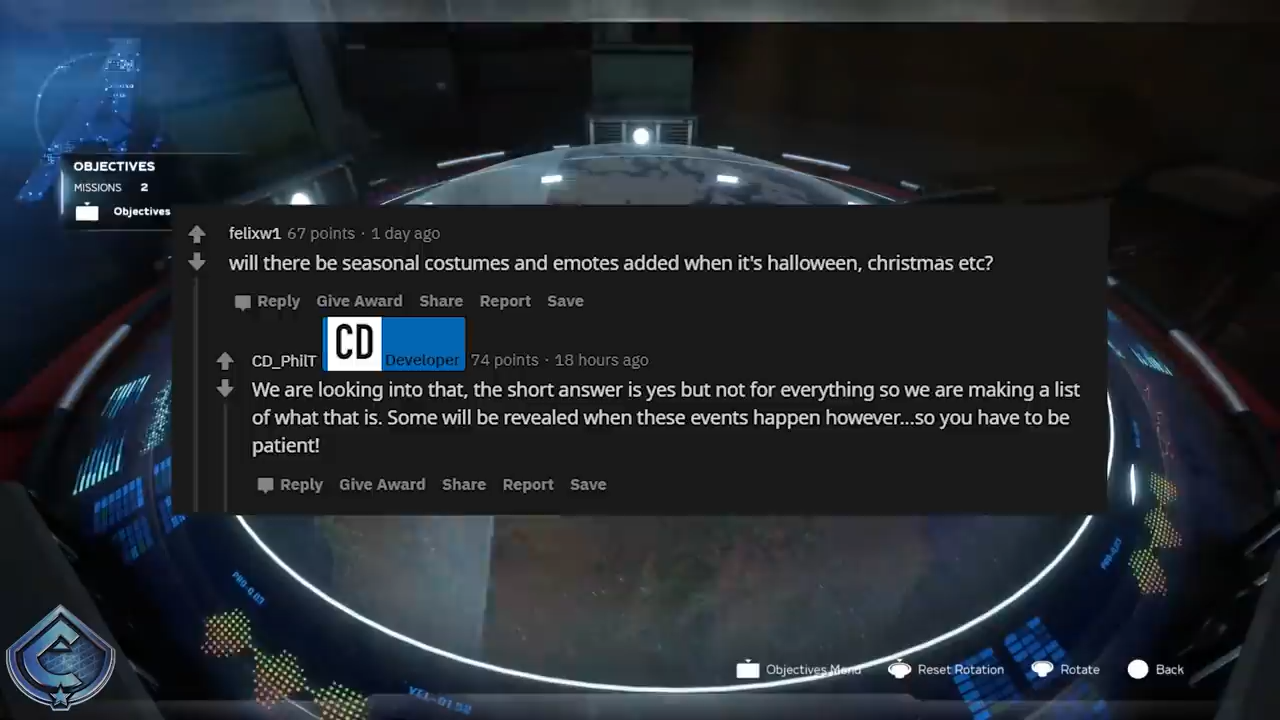 OBJECTIVES
MISSIONS 2
Objectives
felixw1 67 points · 1 day ago
will there be seasonal costumes and emotes added when it's halloween, christmas etc?
Reply Give Award Share Report Save
CD_PhilT CD Developer 74 points · 18 hours ago
We are looking into that, the short answer is yes but not for everything so we are making a list
of what that is. Some will be revealed when these events happen however...so you have to be
patient!
Reply Give Award Share Report Save
Objectives Menu Reset Rotation Rotate Back